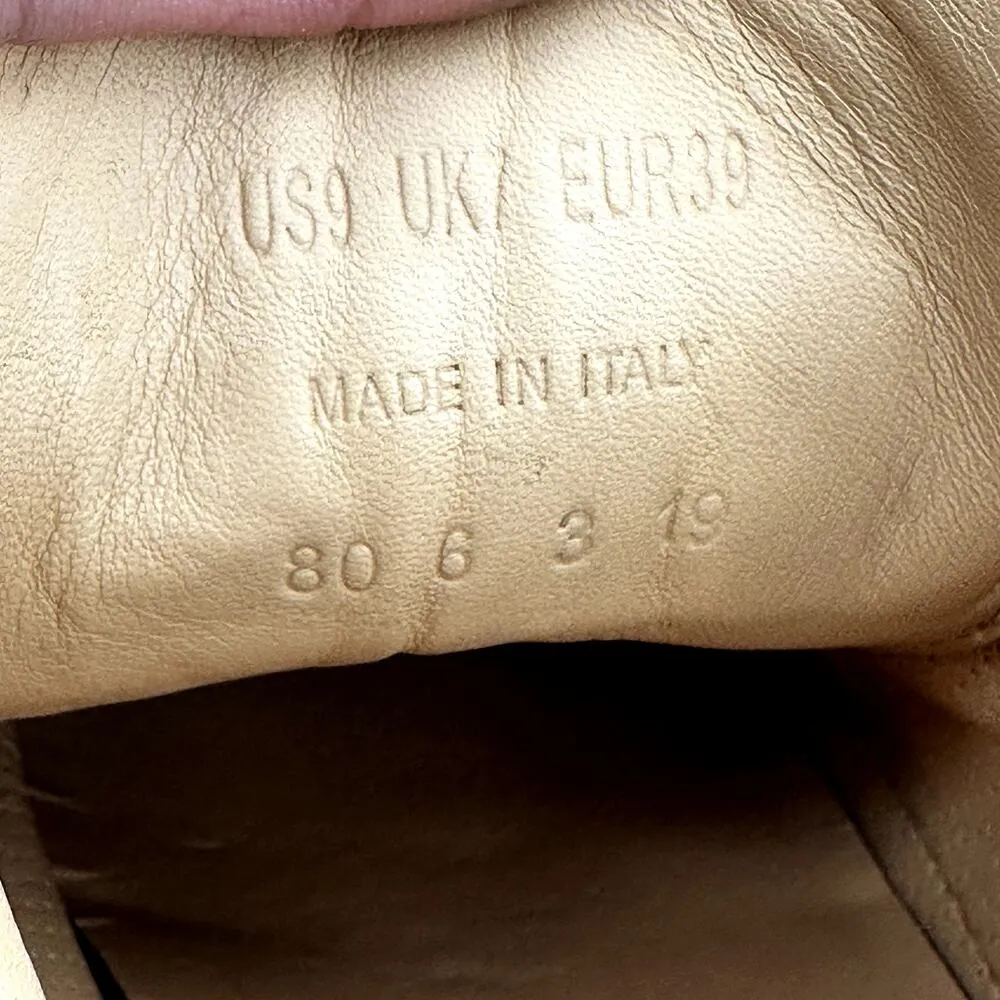 US9 UK7 EUR39
MADE IN ITALY
80 6 3 19